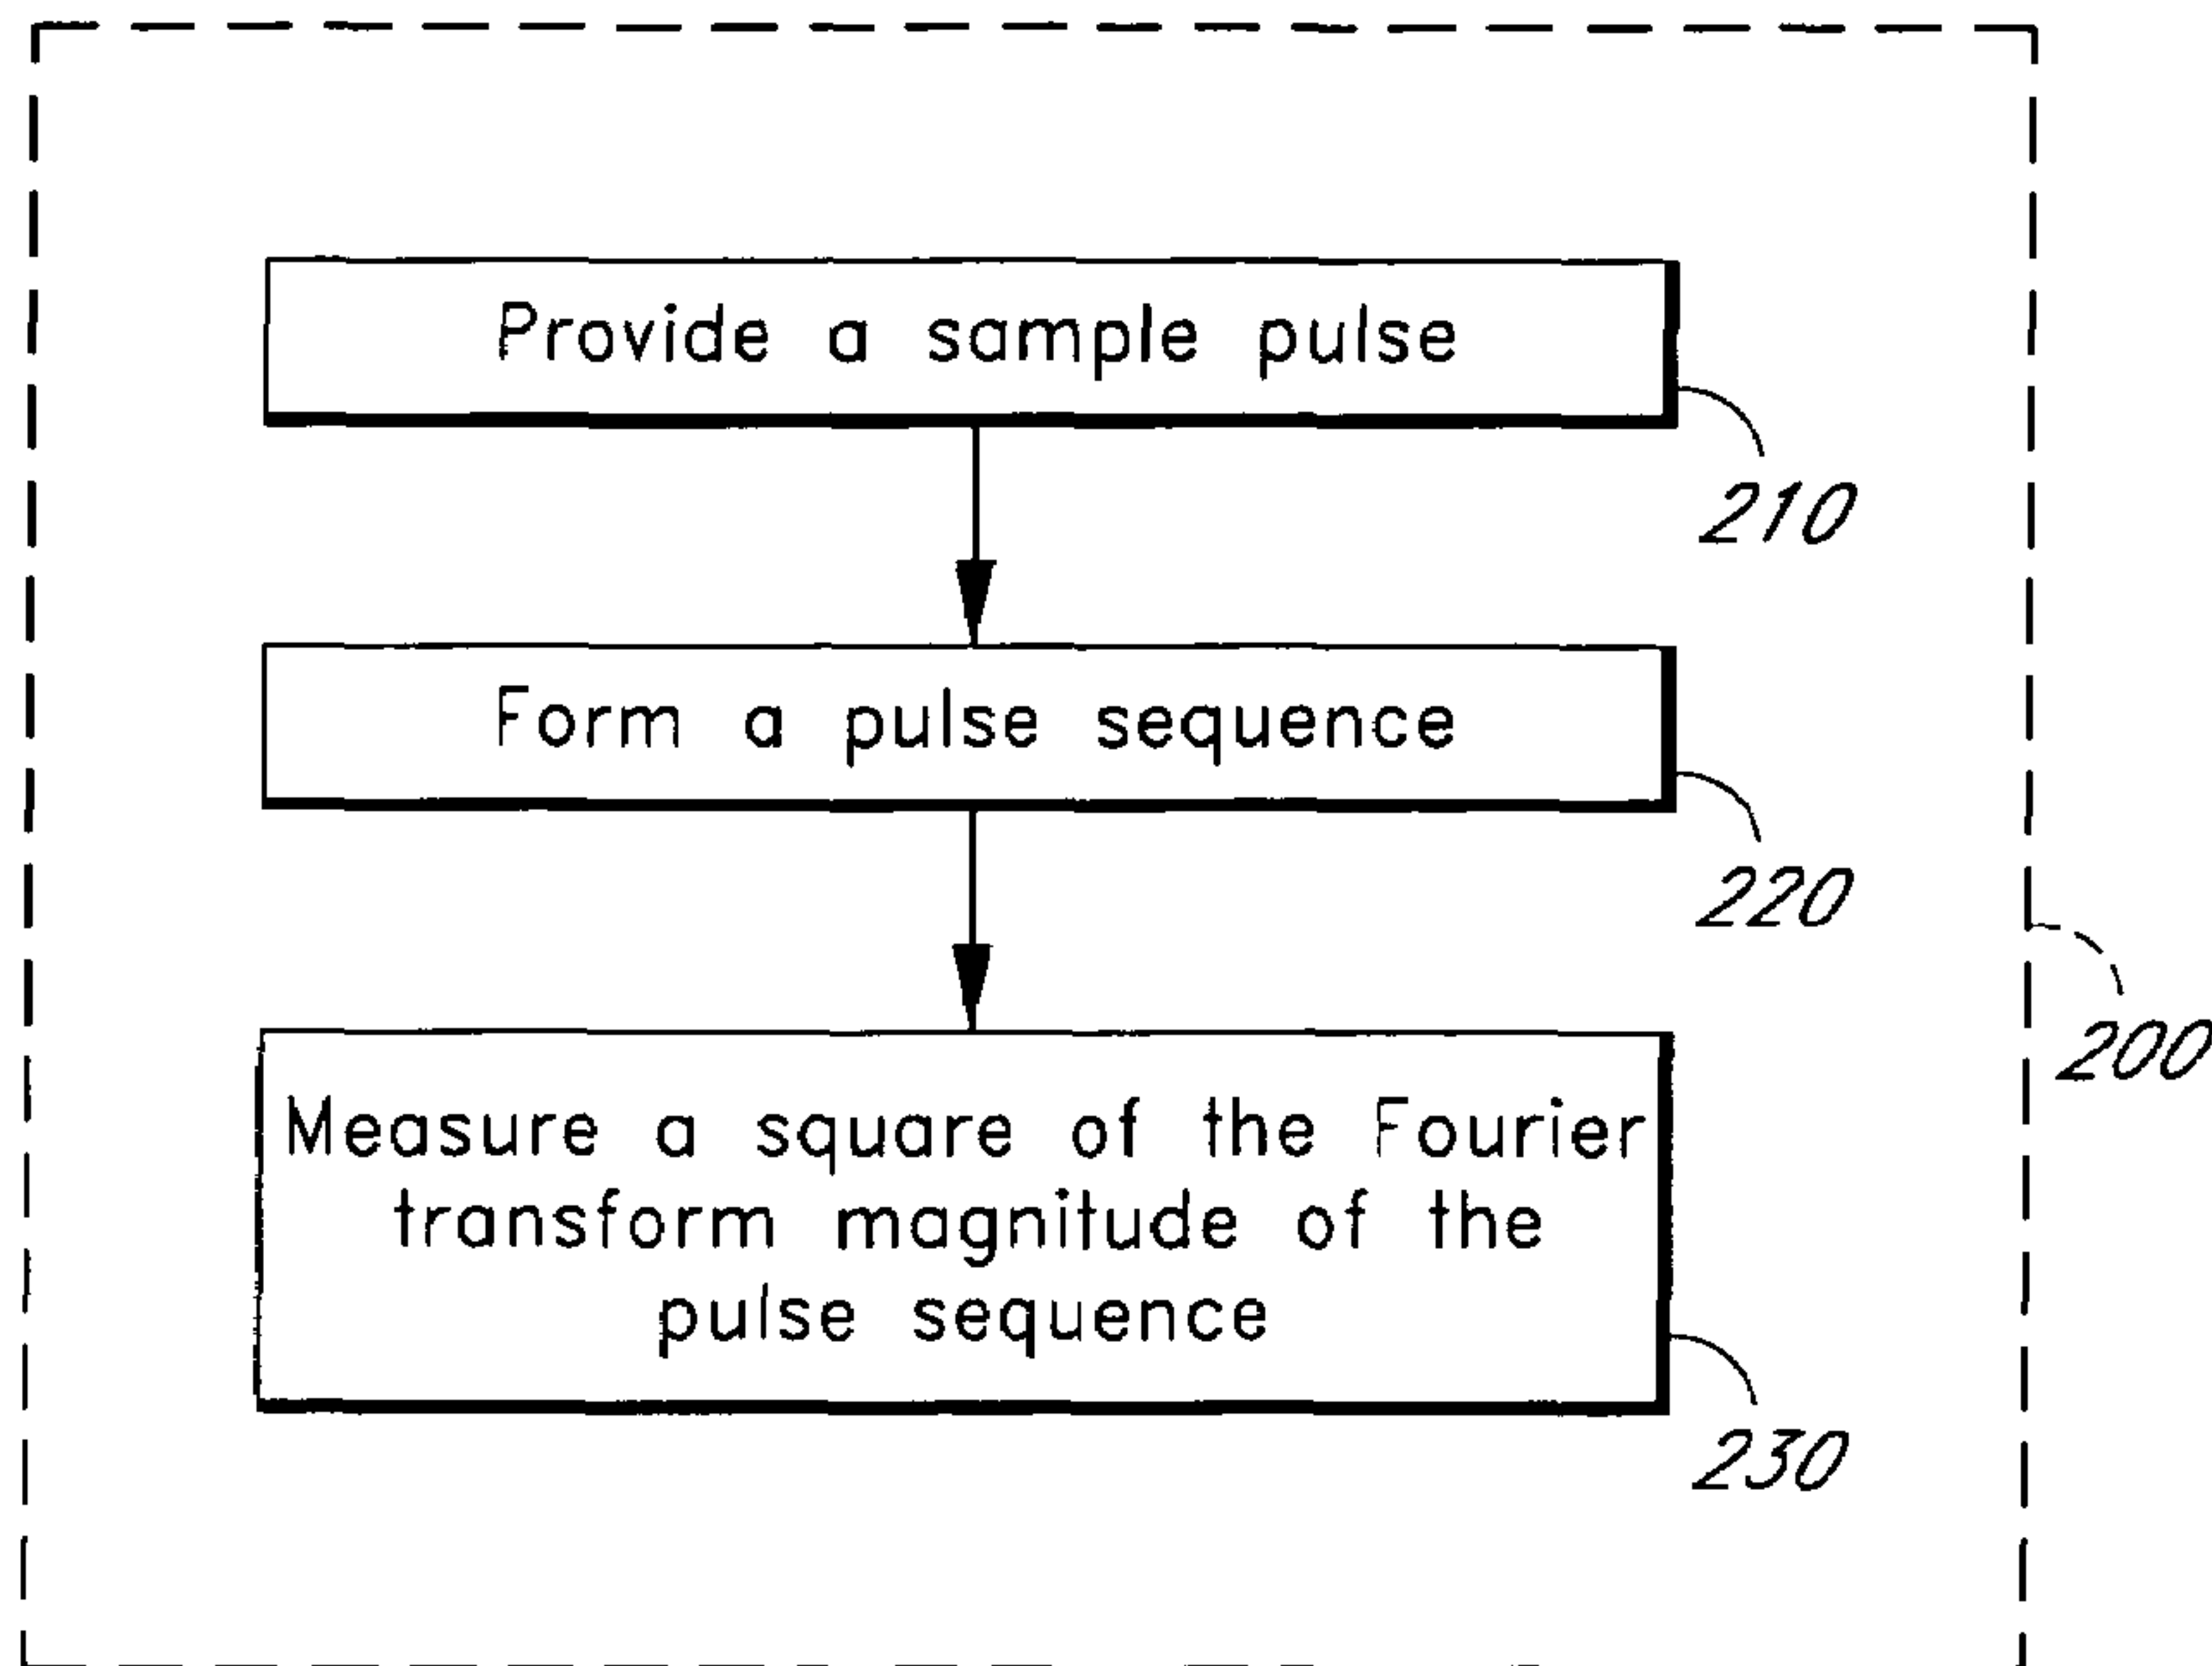 Provide a sample pulse
210
Form a pulse sequence
220
200
Measure a square of the Fourier
transform magnitude of the
pulse sequence
230